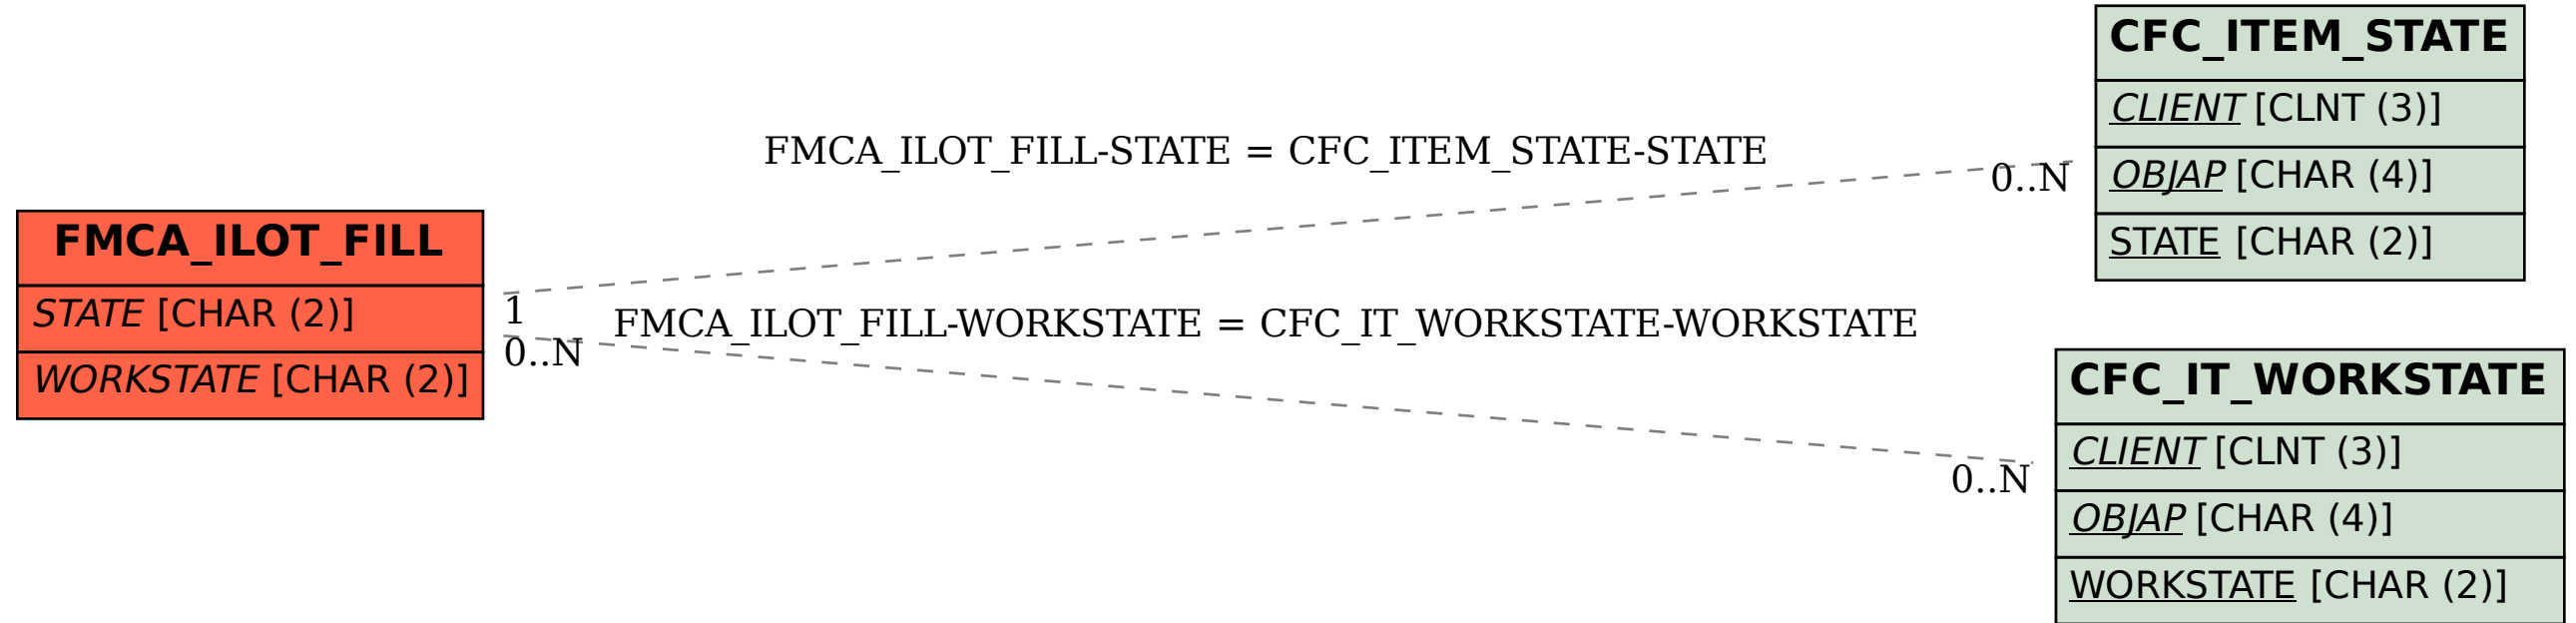 FMCA_ILOT_FILL
STATE [CHAR (2)]
WORKSTATE [CHAR (2)]
FMCA_ILOT_FILL-STATE = CFC_ITEM_STATE-STATE
1
0..N
FMCA_ILOT_FILL-WORKSTATE = CFC_IT_WORKSTATE-WORKSTATE
0..N
0..N
CFC_ITEM_STATE
CLIENT [CLNT (3)]
OBJAP [CHAR (4)]
STATE [CHAR (2)]
CFC_IT_WORKSTATE
CLIENT [CLNT (3)]
OBJAP [CHAR (4)]
WORKSTATE [CHAR (2)]